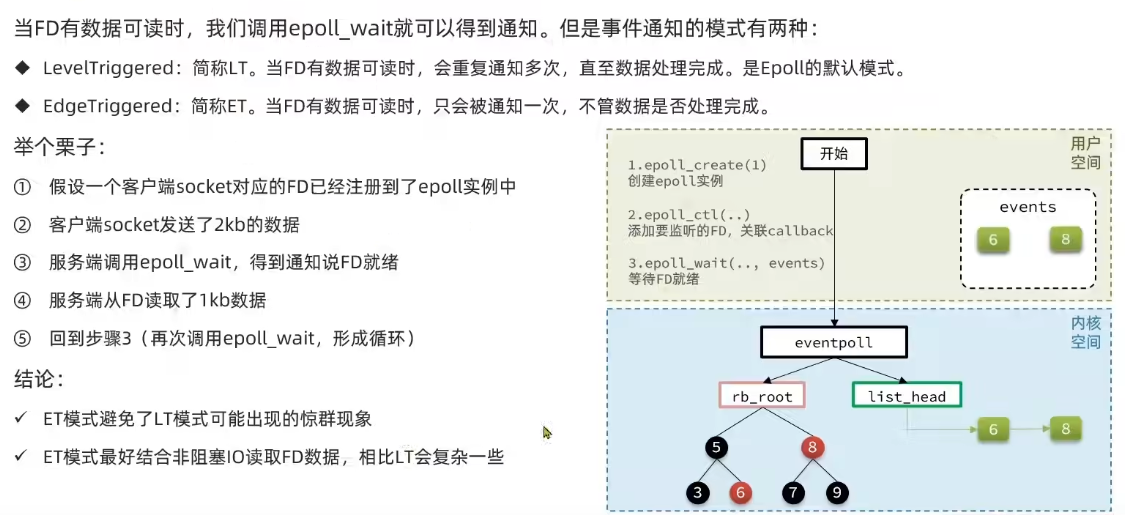 当FD有数据可读时，我们调用epoll_wait就可以得到通知。但是事件通知的模式有两种：
◆ LevelTriggered：简称LT。当FD有数据可读时，会重复通知多次，直至数据处理完成。是Epoll的默认模式。
◆ EdgeTriggered：简称ET。当FD有数据可读时，只会被通知一次，不管数据是否处理完成。
举个栗子：
① 假设一个客户端socket对应的FD已经注册到了epoll实例中
② 客户端socket发送了2kb的数据
③ 服务端调用epoll_wait，得到通知说FD就绪
④ 服务端从FD读取了1kb数据
⑤ 回到步骤3（再次调用epoll_wait，形成循环）
结论：
✓ ET模式避免了LT模式可能出现的惊群现象
✓ ET模式最好结合非阻塞IO读取FD数据，相比LT会复杂一些
用户
空间
开始
1.epoll_create(1)
创建epoll实例
2.epoll_ctl(..)
添加要监听的FD，关联callback
3.epoll_wait(..，events)
等待FD就绪
events
6 8
内核
空间
eventpoll
rb_root list_head
6 8
5 8
3 6 7 9